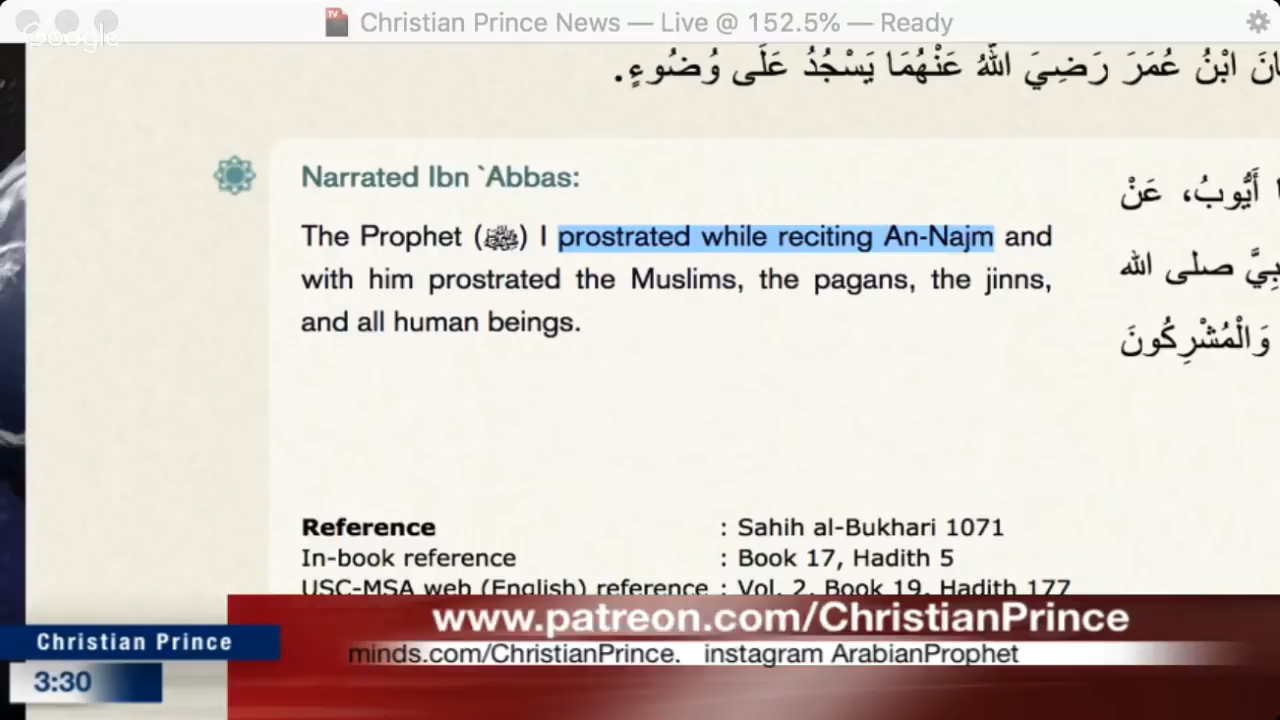 Christian Prince News — Live @ 152.5% — Ready
Google
انَ ابْنُ عُمَرَ رَضِيَ اللَّهُ عَنْهُمَا يَسْجُدُ عَلَى وُضُوءٍ.
Narrated Ibn `Abbas:
ا أَيُّوبُ، عَنْ
The Prophet (ﷺ) I prostrated while reciting An-Najm and
بِيَّ صلى الله
with him prostrated the Muslims, the pagans, the jinns,
وَالْمُشْرِكُونَ
and all human beings.
Reference : Sahih al-Bukhari 1071
In-book reference : Book 17, Hadith 5
USC-MSA web (English) reference : Vol. 2, Book 19, Hadith 177
www.patreon.com/ChristianPrince
Christian Prince
minds.com/ChristianPrince. instagram ArabianProphet
3:30